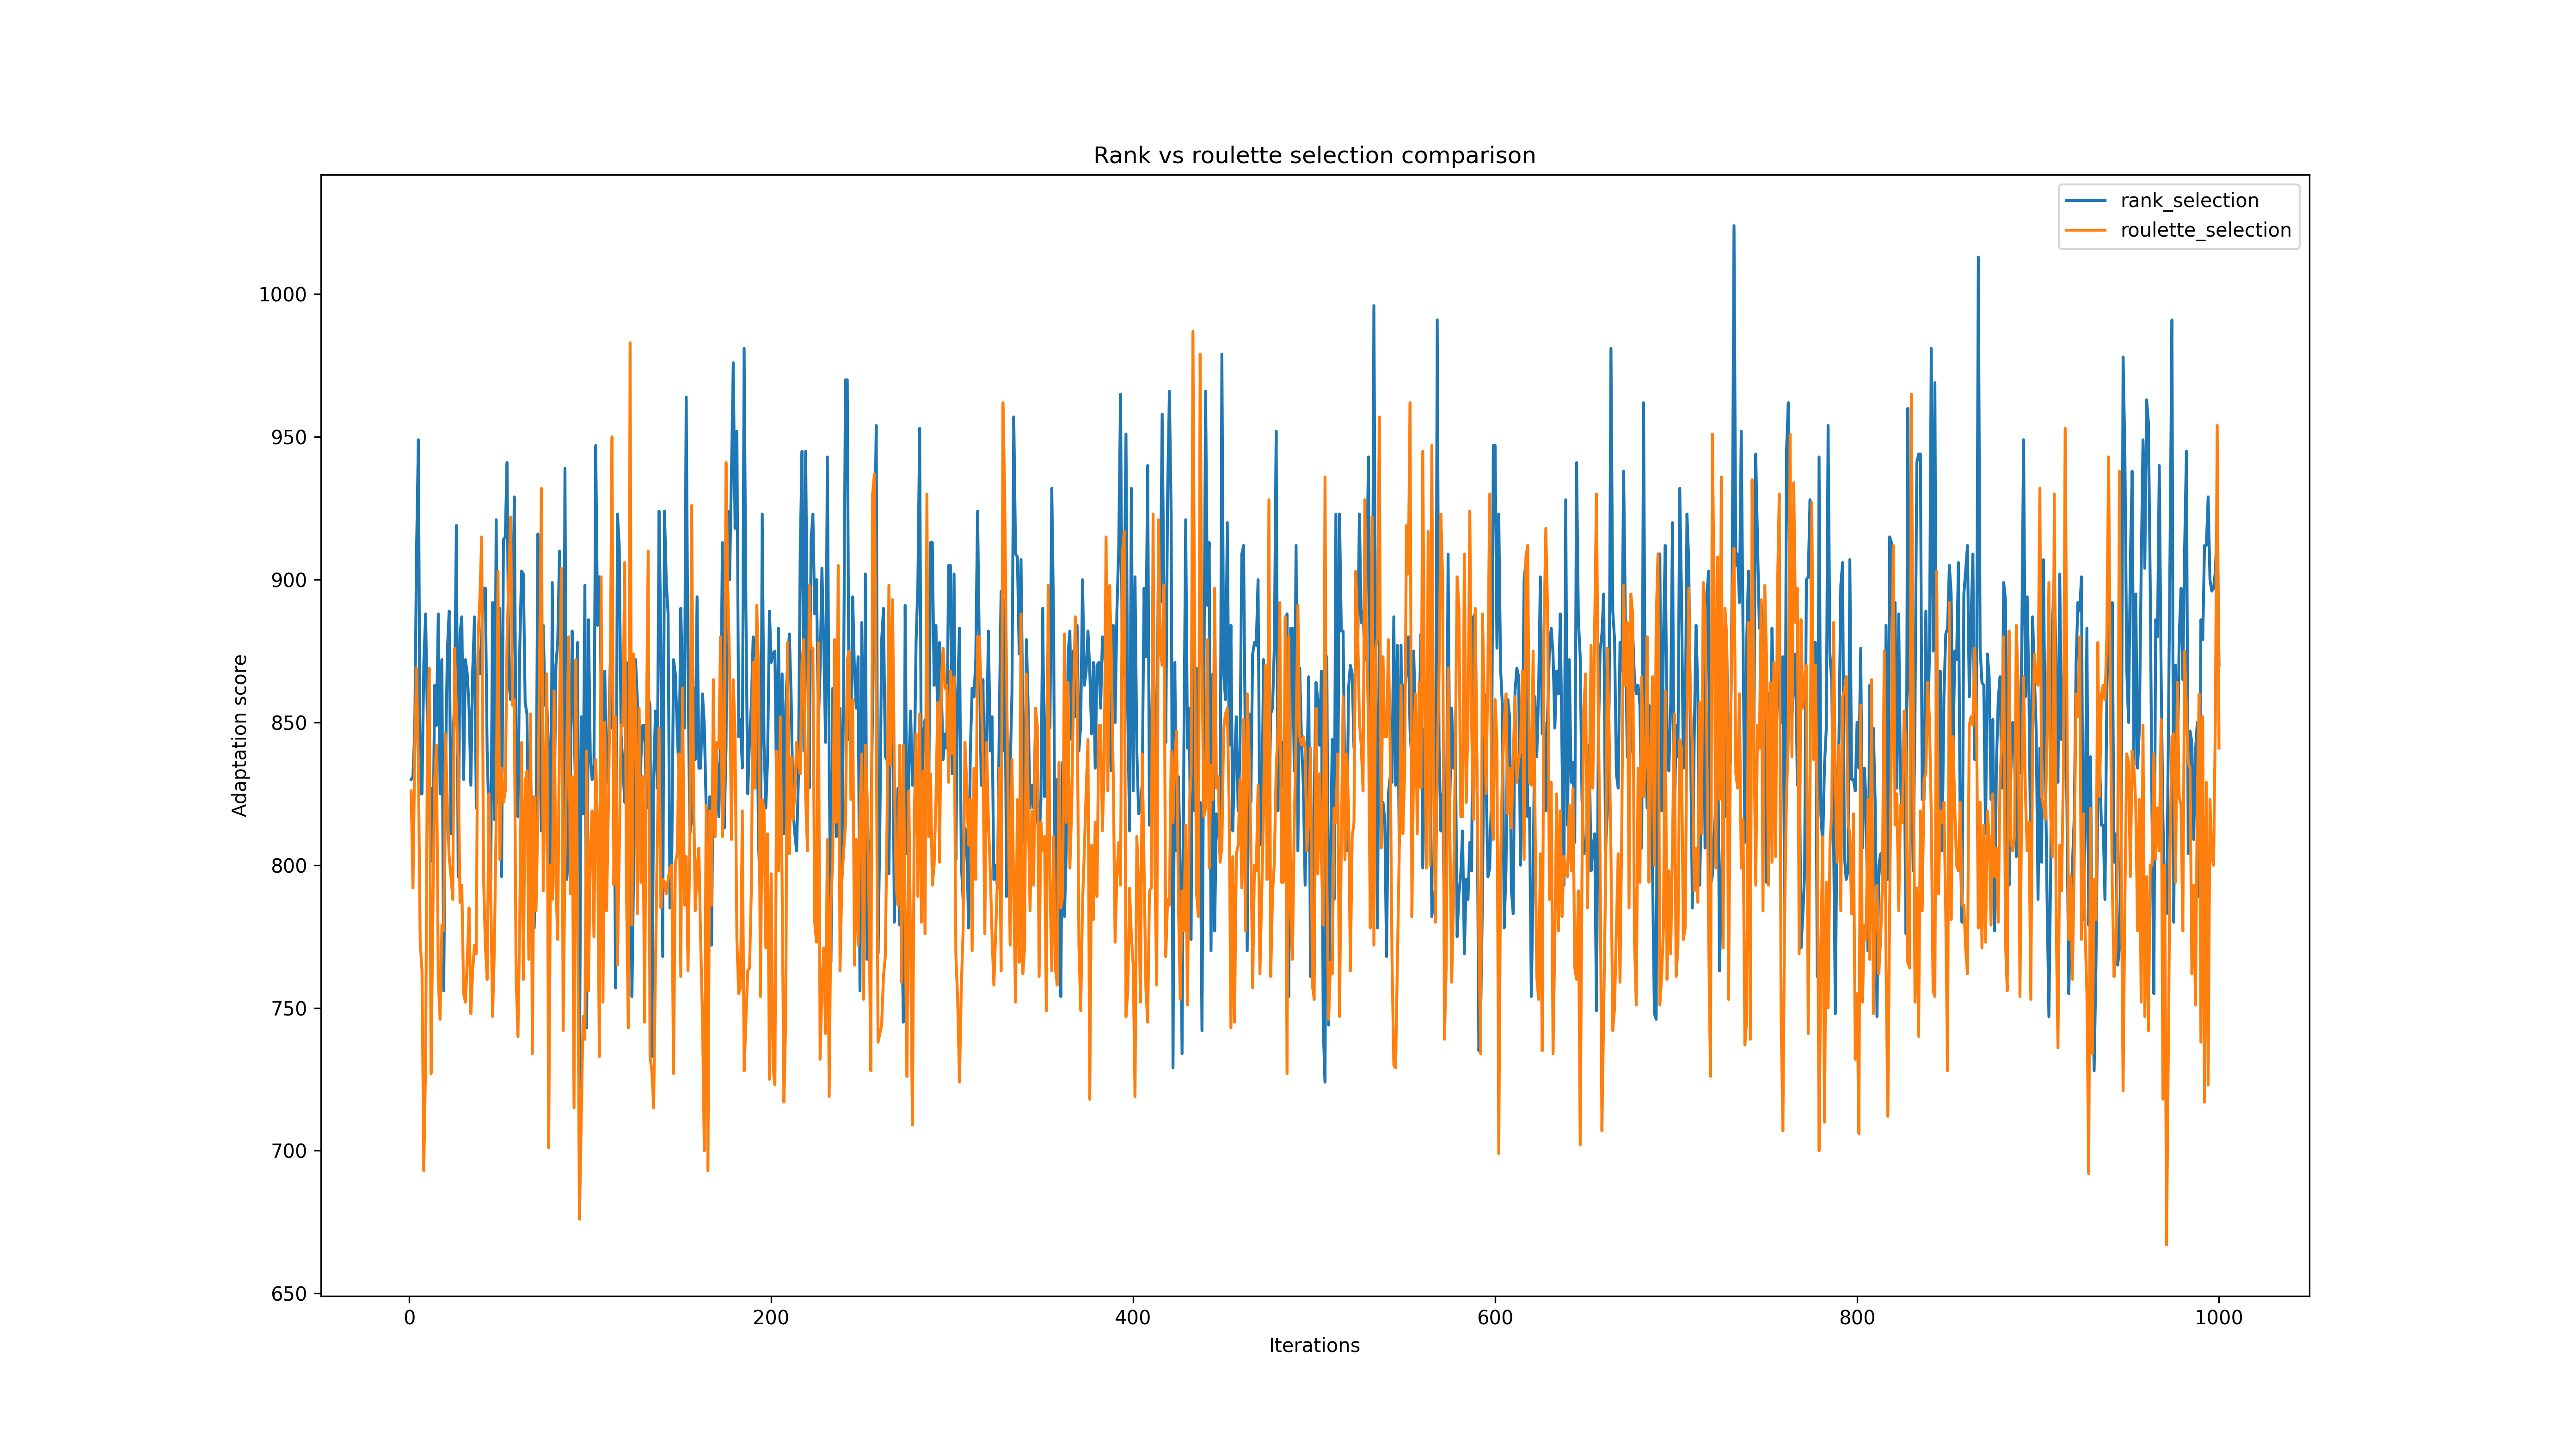 Rank vs roulette selection comparison
rank_selection
roulette_selection
1000
950
900
850
800
750
700
650
Adaptation score
0 200 400 600 800 1000
Iterations